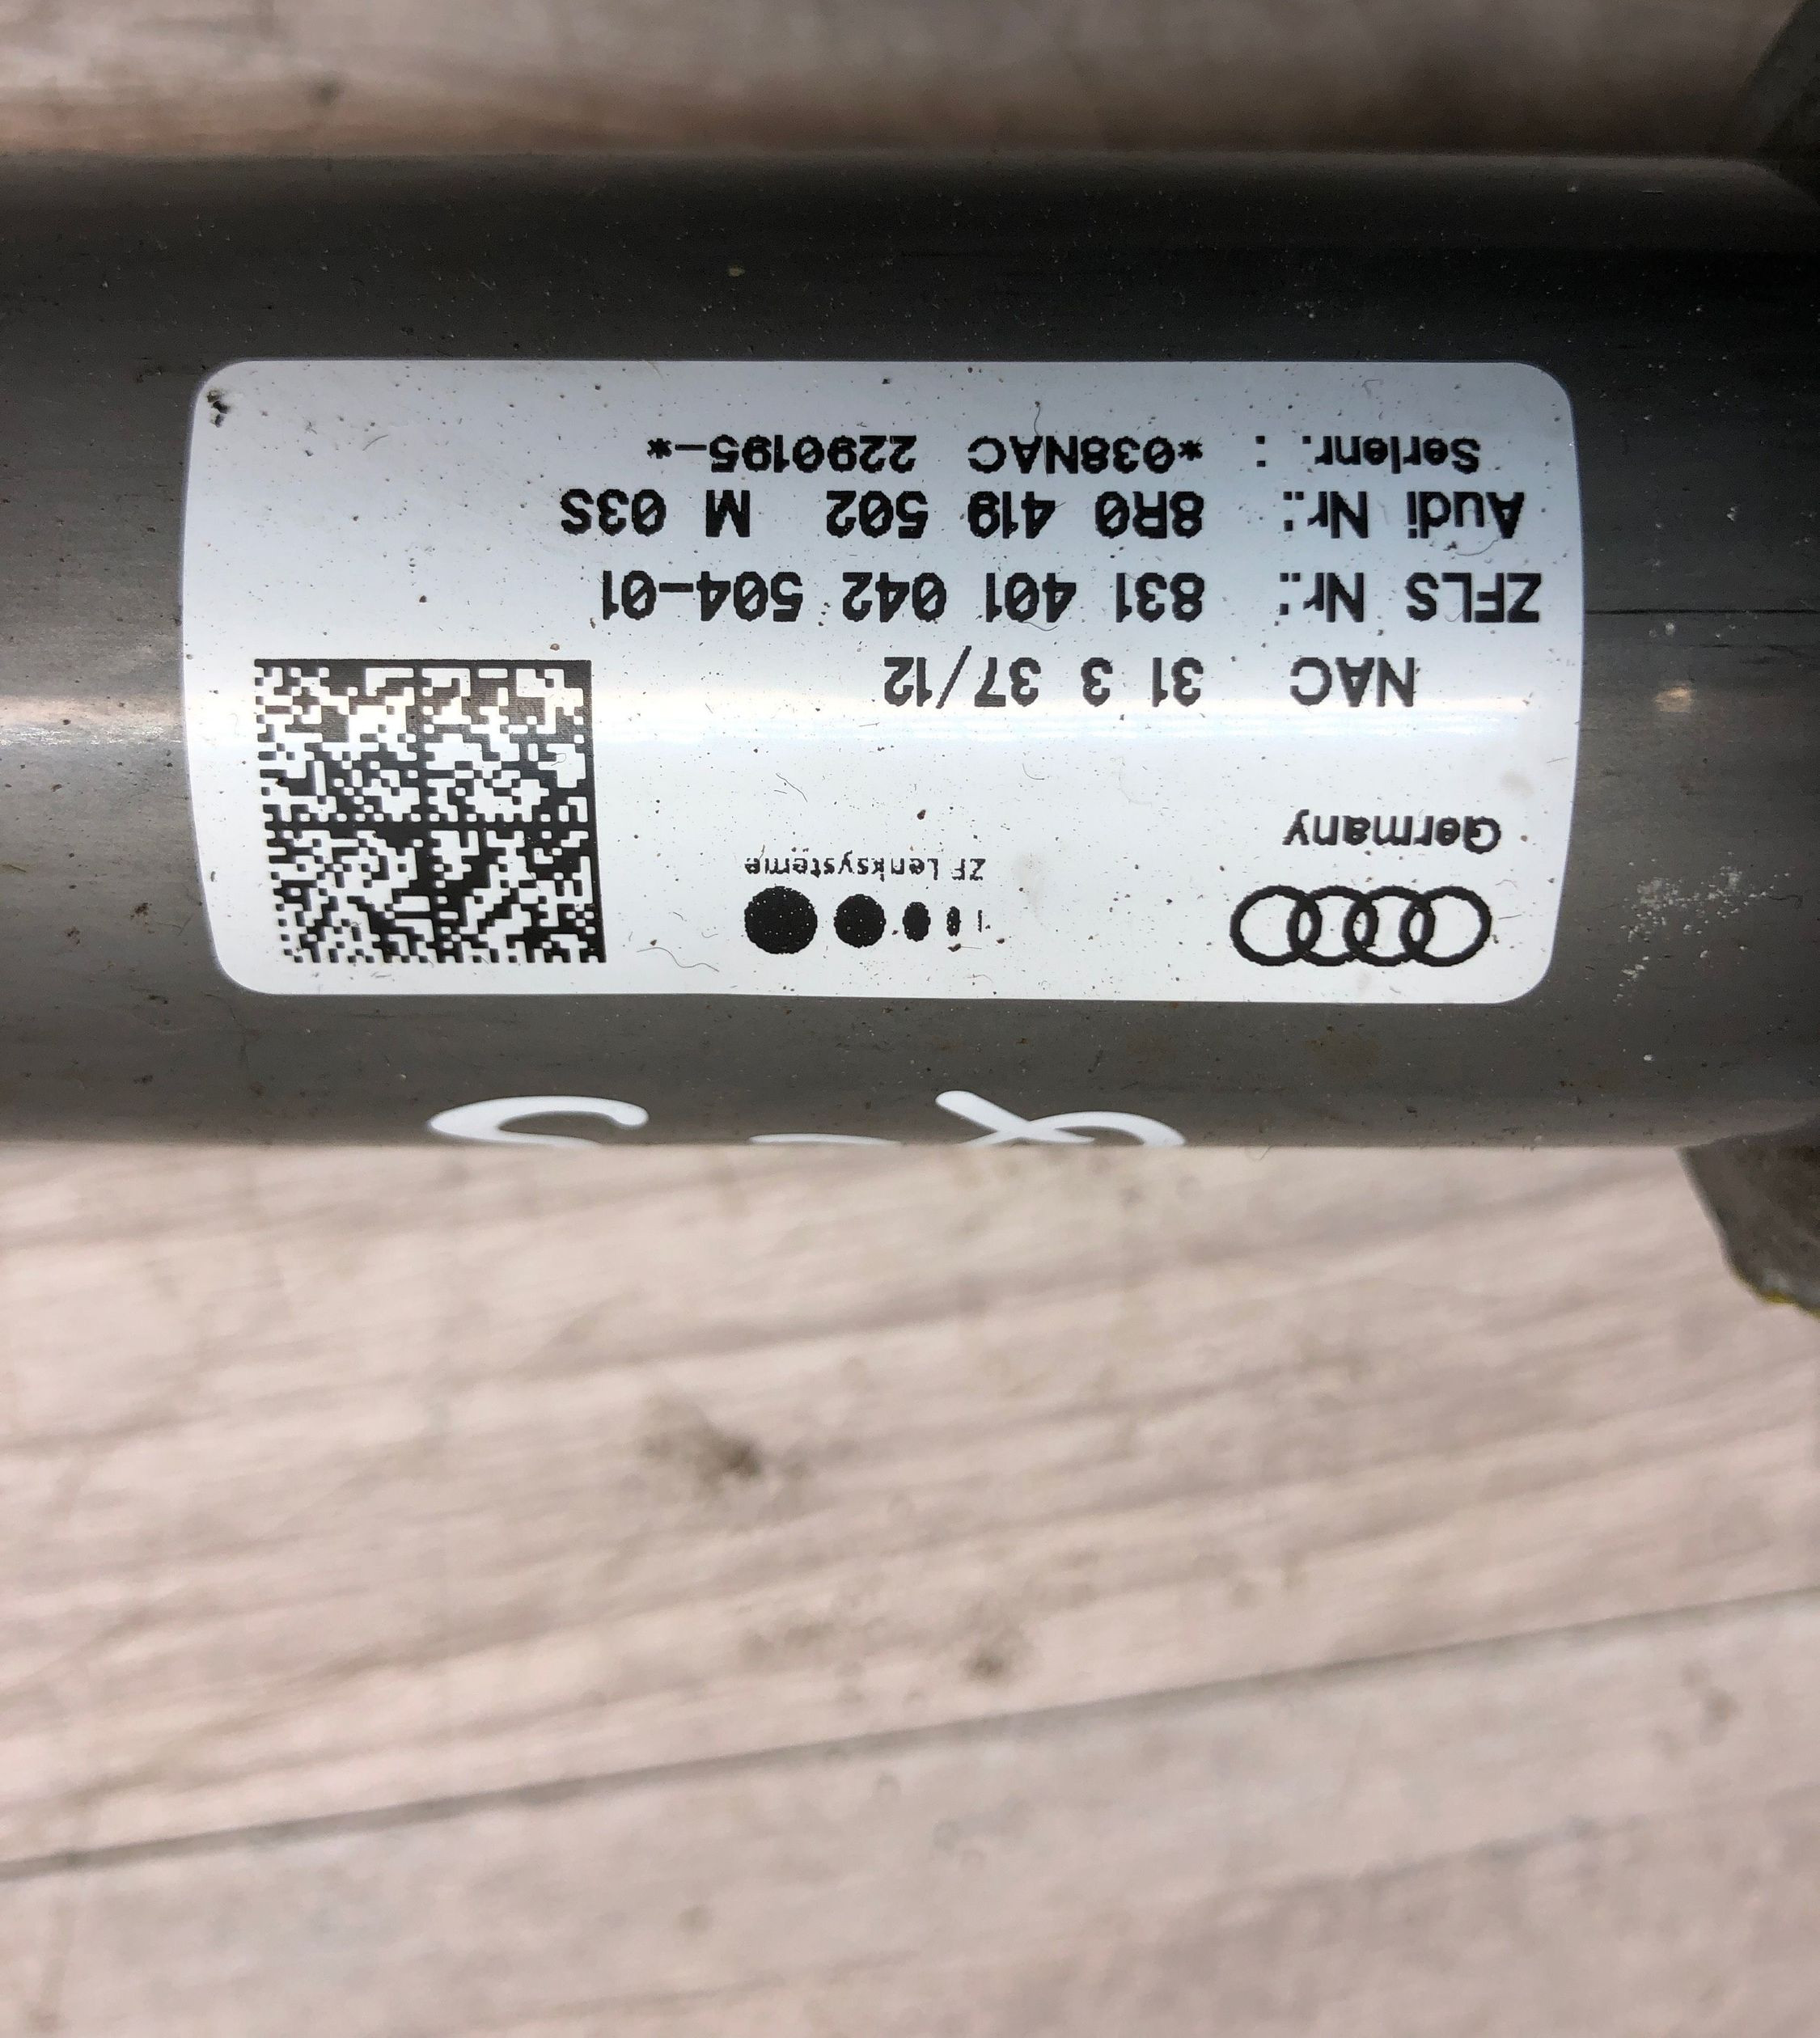 Germany
ZF Lenksysteme
NAC 31 3 37/12
ZFLS Nr.: 831 401 042 504-01
Audi Nr.: 8R0 419 502 M 03S
Serienr. : *038NAC 2290195-*